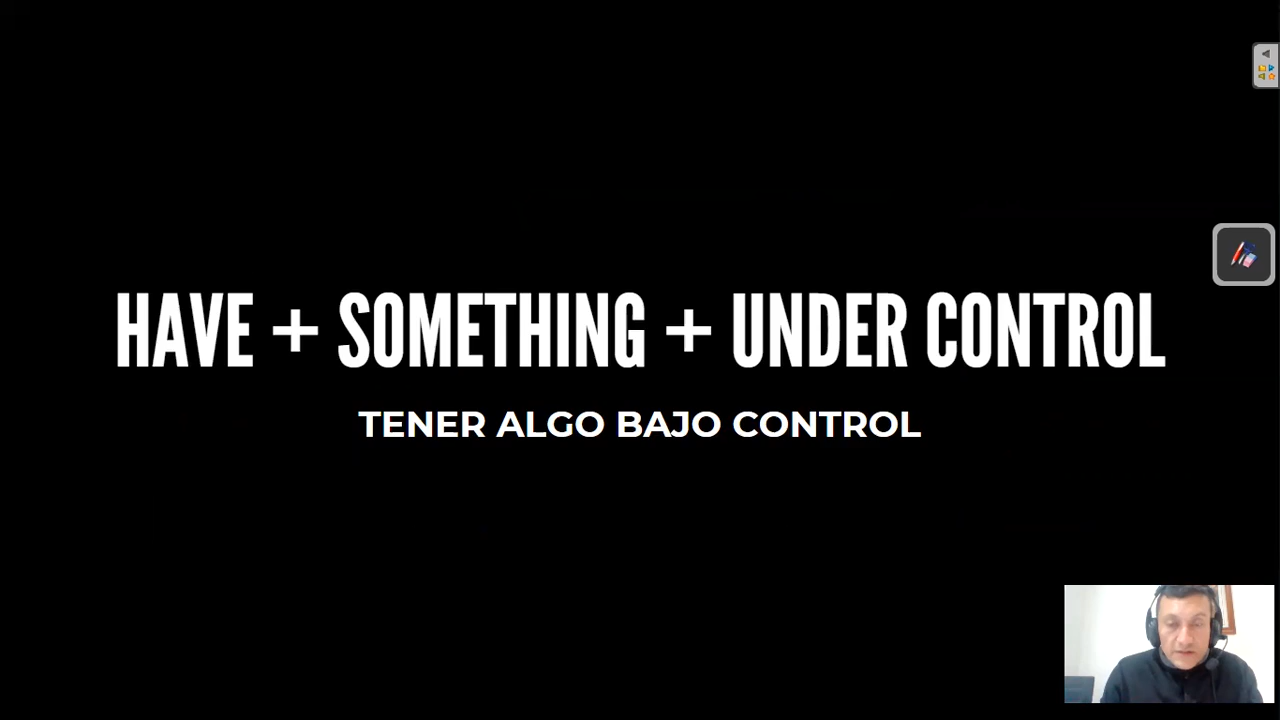 HAVE + SOMETHING + UNDER CONTROL
TENER ALGO BAJO CONTROL